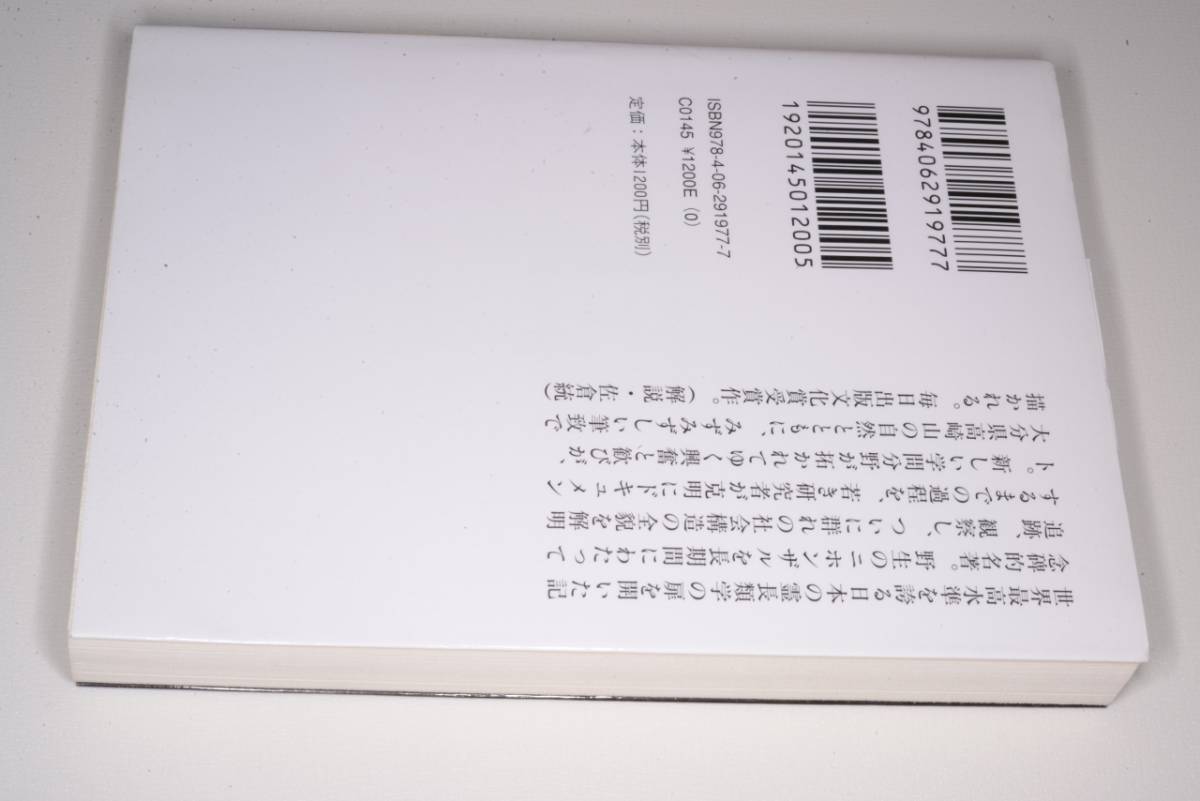 9784062919777
1920145012005
ISBN978-4-06-291977-7
C0145 ¥1200E (0)
定価：本体1200円（税別）
世界最高水準を誇る日本の霊長類学の扉を開いた記
念碑的名著。野生のニホンザルを長期間にわたって
追跡、観察し、ついに群れの社会構造の全貌を解明
するまでの過程を、若き研究者が克明にドキュメン
ト。新しい学問分野が拓かれてゆく興奮と歓びが、
大分県高崎山の自然とともに、みずみずしい筆致で
描かれる。毎日出版文化賞受賞作。（解説・佐倉統）